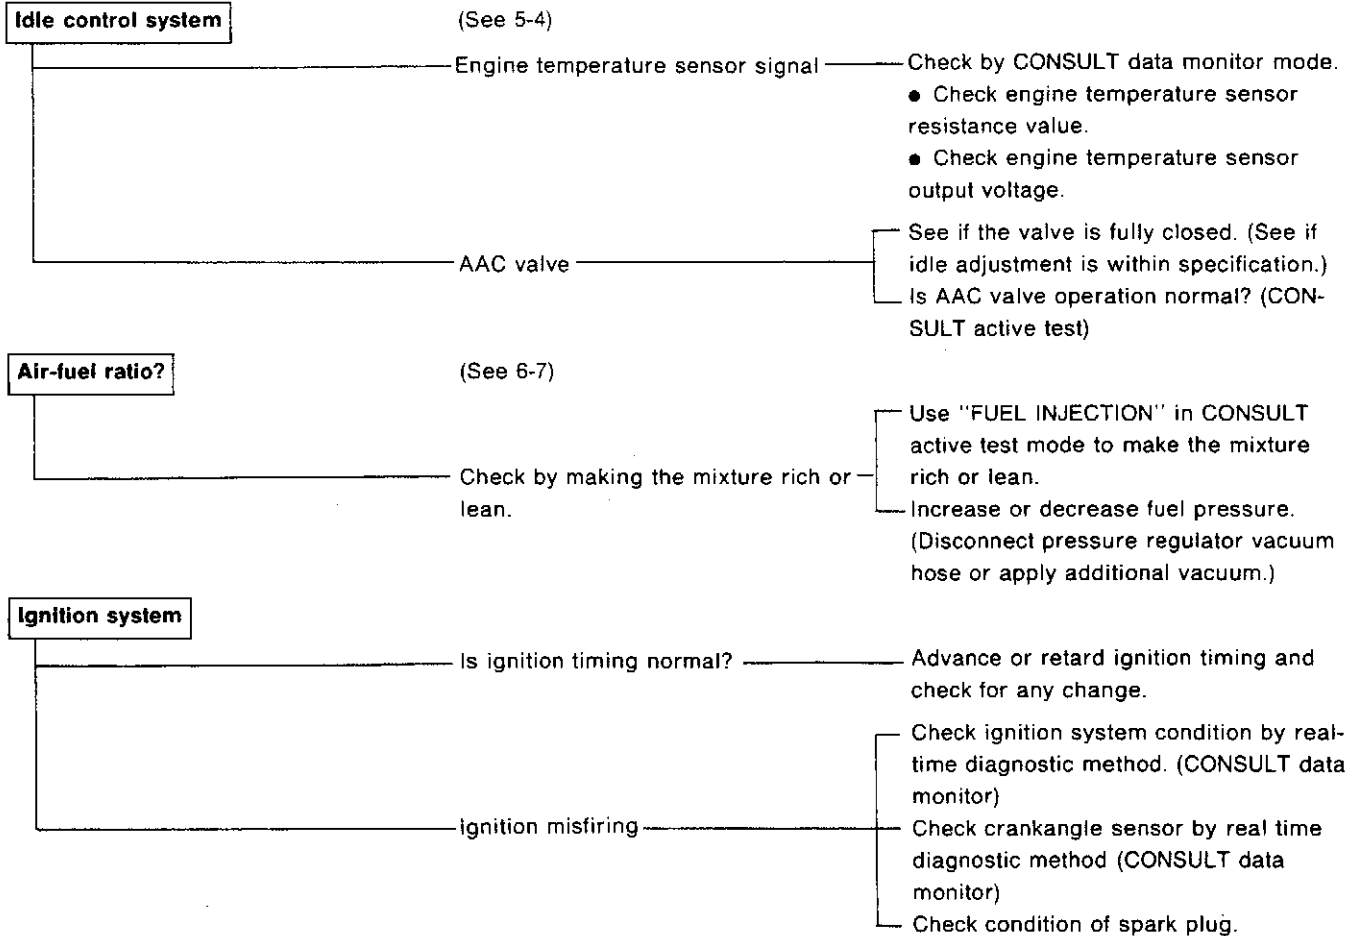 Idle control system
(See 5-4)
Engine temperature sensor signal
Check by CONSULT data monitor mode.
● Check engine temperature sensor
resistance value.
● Check engine temperature sensor
output voltage.
AAC valve
See if the valve is fully closed. (See if
idle adjustment is within specification.)
Is AAC valve operation normal? (CON-
SULT active test)
Air-fuel ratio?
(See 6-7)
Check by making the mixture rich or
lean.
Use "FUEL INJECTION" in CONSULT
active test mode to make the mixture
rich or lean.
Increase or decrease fuel pressure.
(Disconnect pressure regulator vacuum
hose or apply additional vacuum.)
Ignition system
Is ignition timing normal?
Advance or retard ignition timing and
check for any change.
Ignition misfiring
Check ignition system condition by real-
time diagnostic method. (CONSULT data
monitor)
Check crankangle sensor by real time
diagnostic method (CONSULT data
monitor)
Check condition of spark plug.